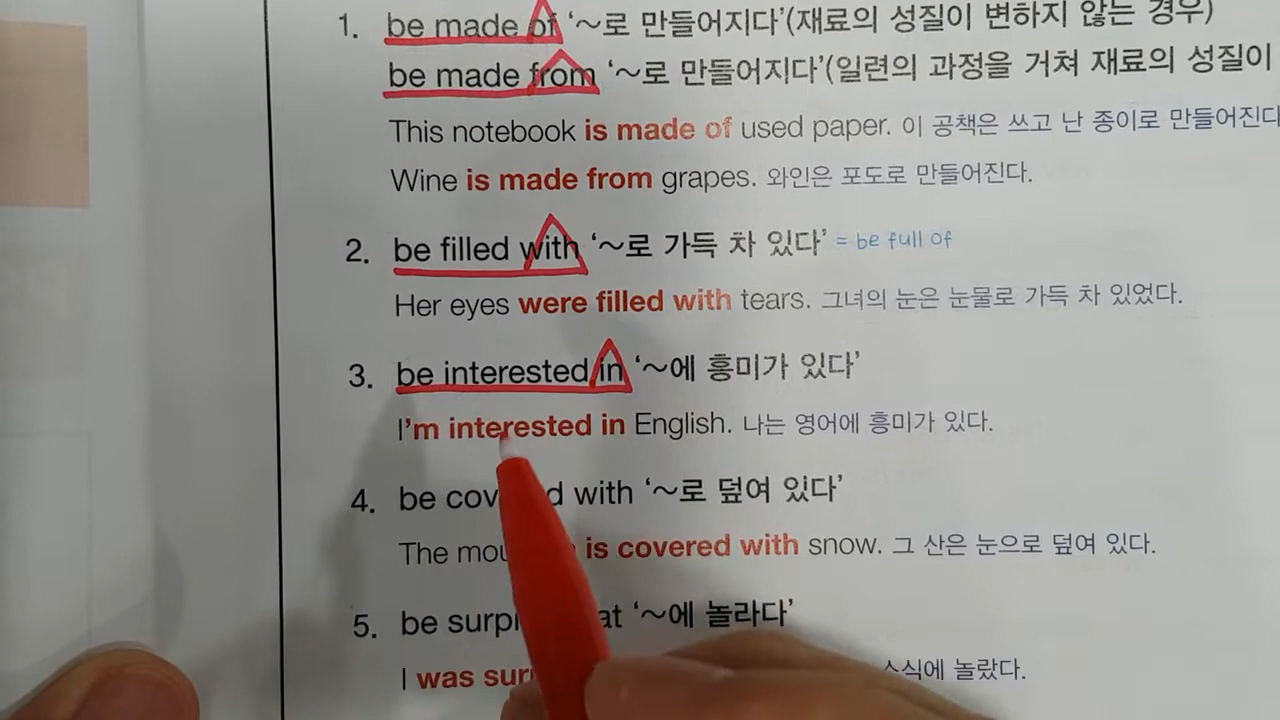 1. be made of ‘~로 만들어지다’(재료의 성질이 변하지 않는 경우)
be made from ‘~로 만들어지다’(일련의 과정을 거쳐 재료의 성질이
This notebook is made of used paper. 이 공책은 쓰고 난 종이로 만들어진다
Wine is made from grapes. 와인은 포도로 만들어진다.
2. be filled with ‘~로 가득 차 있다’ = be full of
Her eyes were filled with tears. 그녀의 눈은 눈물로 가득 차 있었다.
3. be interested in ‘~에 흥미가 있다’
I'm interested in English. 나는 영어에 흥미가 있다.
4. be with ‘~로 덮여 있다’
The is covered with snow. 그 산은 눈으로 덮여 있다.
5. be at ‘~에 놀라다’
I was 소식에 놀랐다.